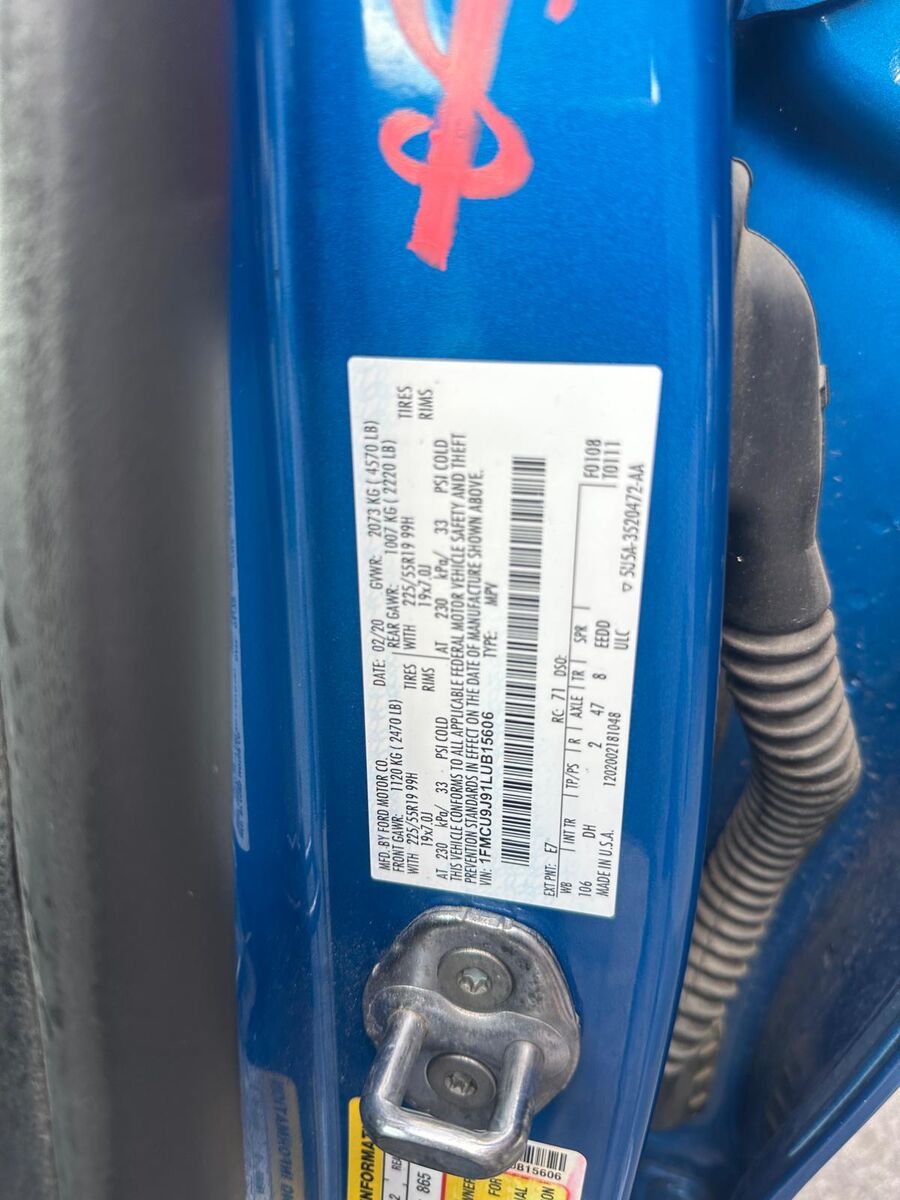 MFD. BY FORD MOTOR CO. DATE: 02/20 GVWR: 2073 KG ( 4570 LB)
FRONT GAWR: 1120 KG ( 2470 LB) REAR GAWR: 1007 KG ( 2220 LB)
WITH 225/55R19 99H TIRES WITH 225/55R19 99H TIRES
19x7.0J RIMS 19x7.0J RIMS
AT 230 kPa/ 33 PSI COLD AT 230 kPa/ 33 PSI COLD
THIS VEHICLE CONFORMS TO ALL APPLICABLE FEDERAL MOTOR VEHICLE SAFETY AND THEFT
PREVENTION STANDARDS IN EFFECT ON THE DATE OF MANUFACTURE SHOWN ABOVE.
VIN: 1FMCU9J91LUB15606 TYPE: MPV
EXT PNT: E7 RC: 71 DSO: F0108
WB INT TR TP/PS R AXLE TR SPR T0111
106 DH 2 47 8 EEDD
MADE IN U.S.A. 1202002181048 ULC 5U5A-3520472-AA
NFORMAT
865
B15606